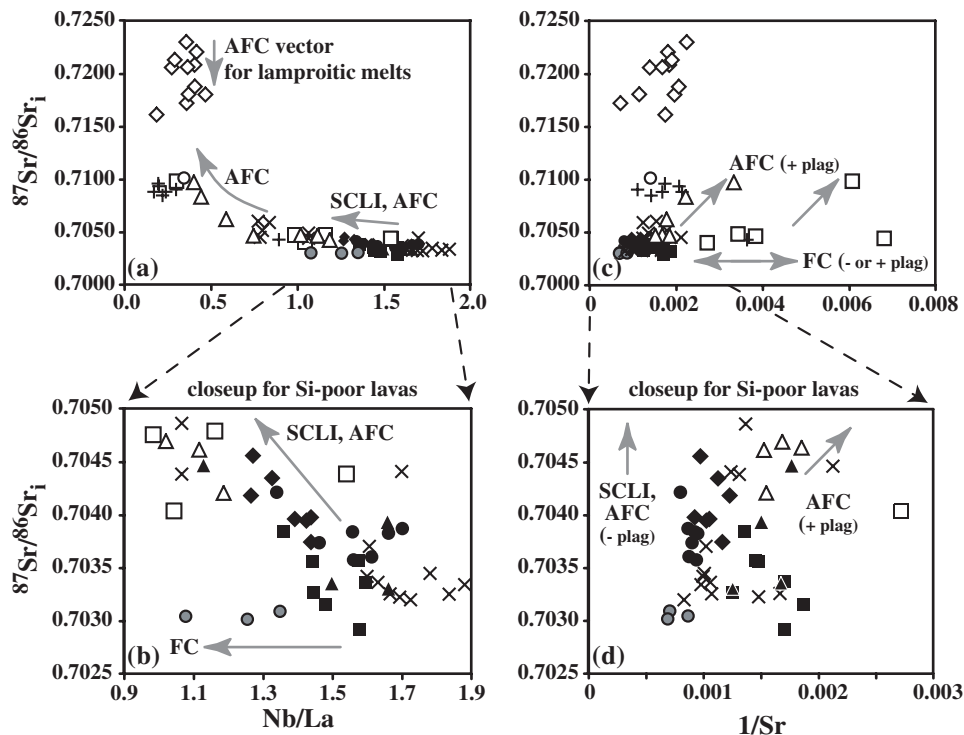 0.7250
0.7200
0.7150
0.7100
0.7050
0.7000
87Sr/86Sri
AFC vector
for lamproitic melts
AFC
SCLI, AFC
(a)
0.0 0.5 1.0 1.5 2.0
0.7250
0.7200
0.7150
0.7100
0.7050
0.7000
87Sr/86Sri
AFC (+ plag)
FC (- or + plag)
(c)
0 0.002 0.004 0.006 0.008
closeup for Si-poor lavas
0.7050
0.7045
0.7040
0.7035
0.7030
0.7025
87Sr/86Sri
SCLI, AFC
FC
(b)
0.9 1.1 1.3 1.5 1.7 1.9
Nb/La
closeup for Si-poor lavas
0.7050
0.7045
0.7040
0.7035
0.7030
0.7025
87Sr/86Sri
SCLI,
AFC
(- plag)
AFC
(+ plag)
(d)
0 0.001 0.002 0.003
1/Sr